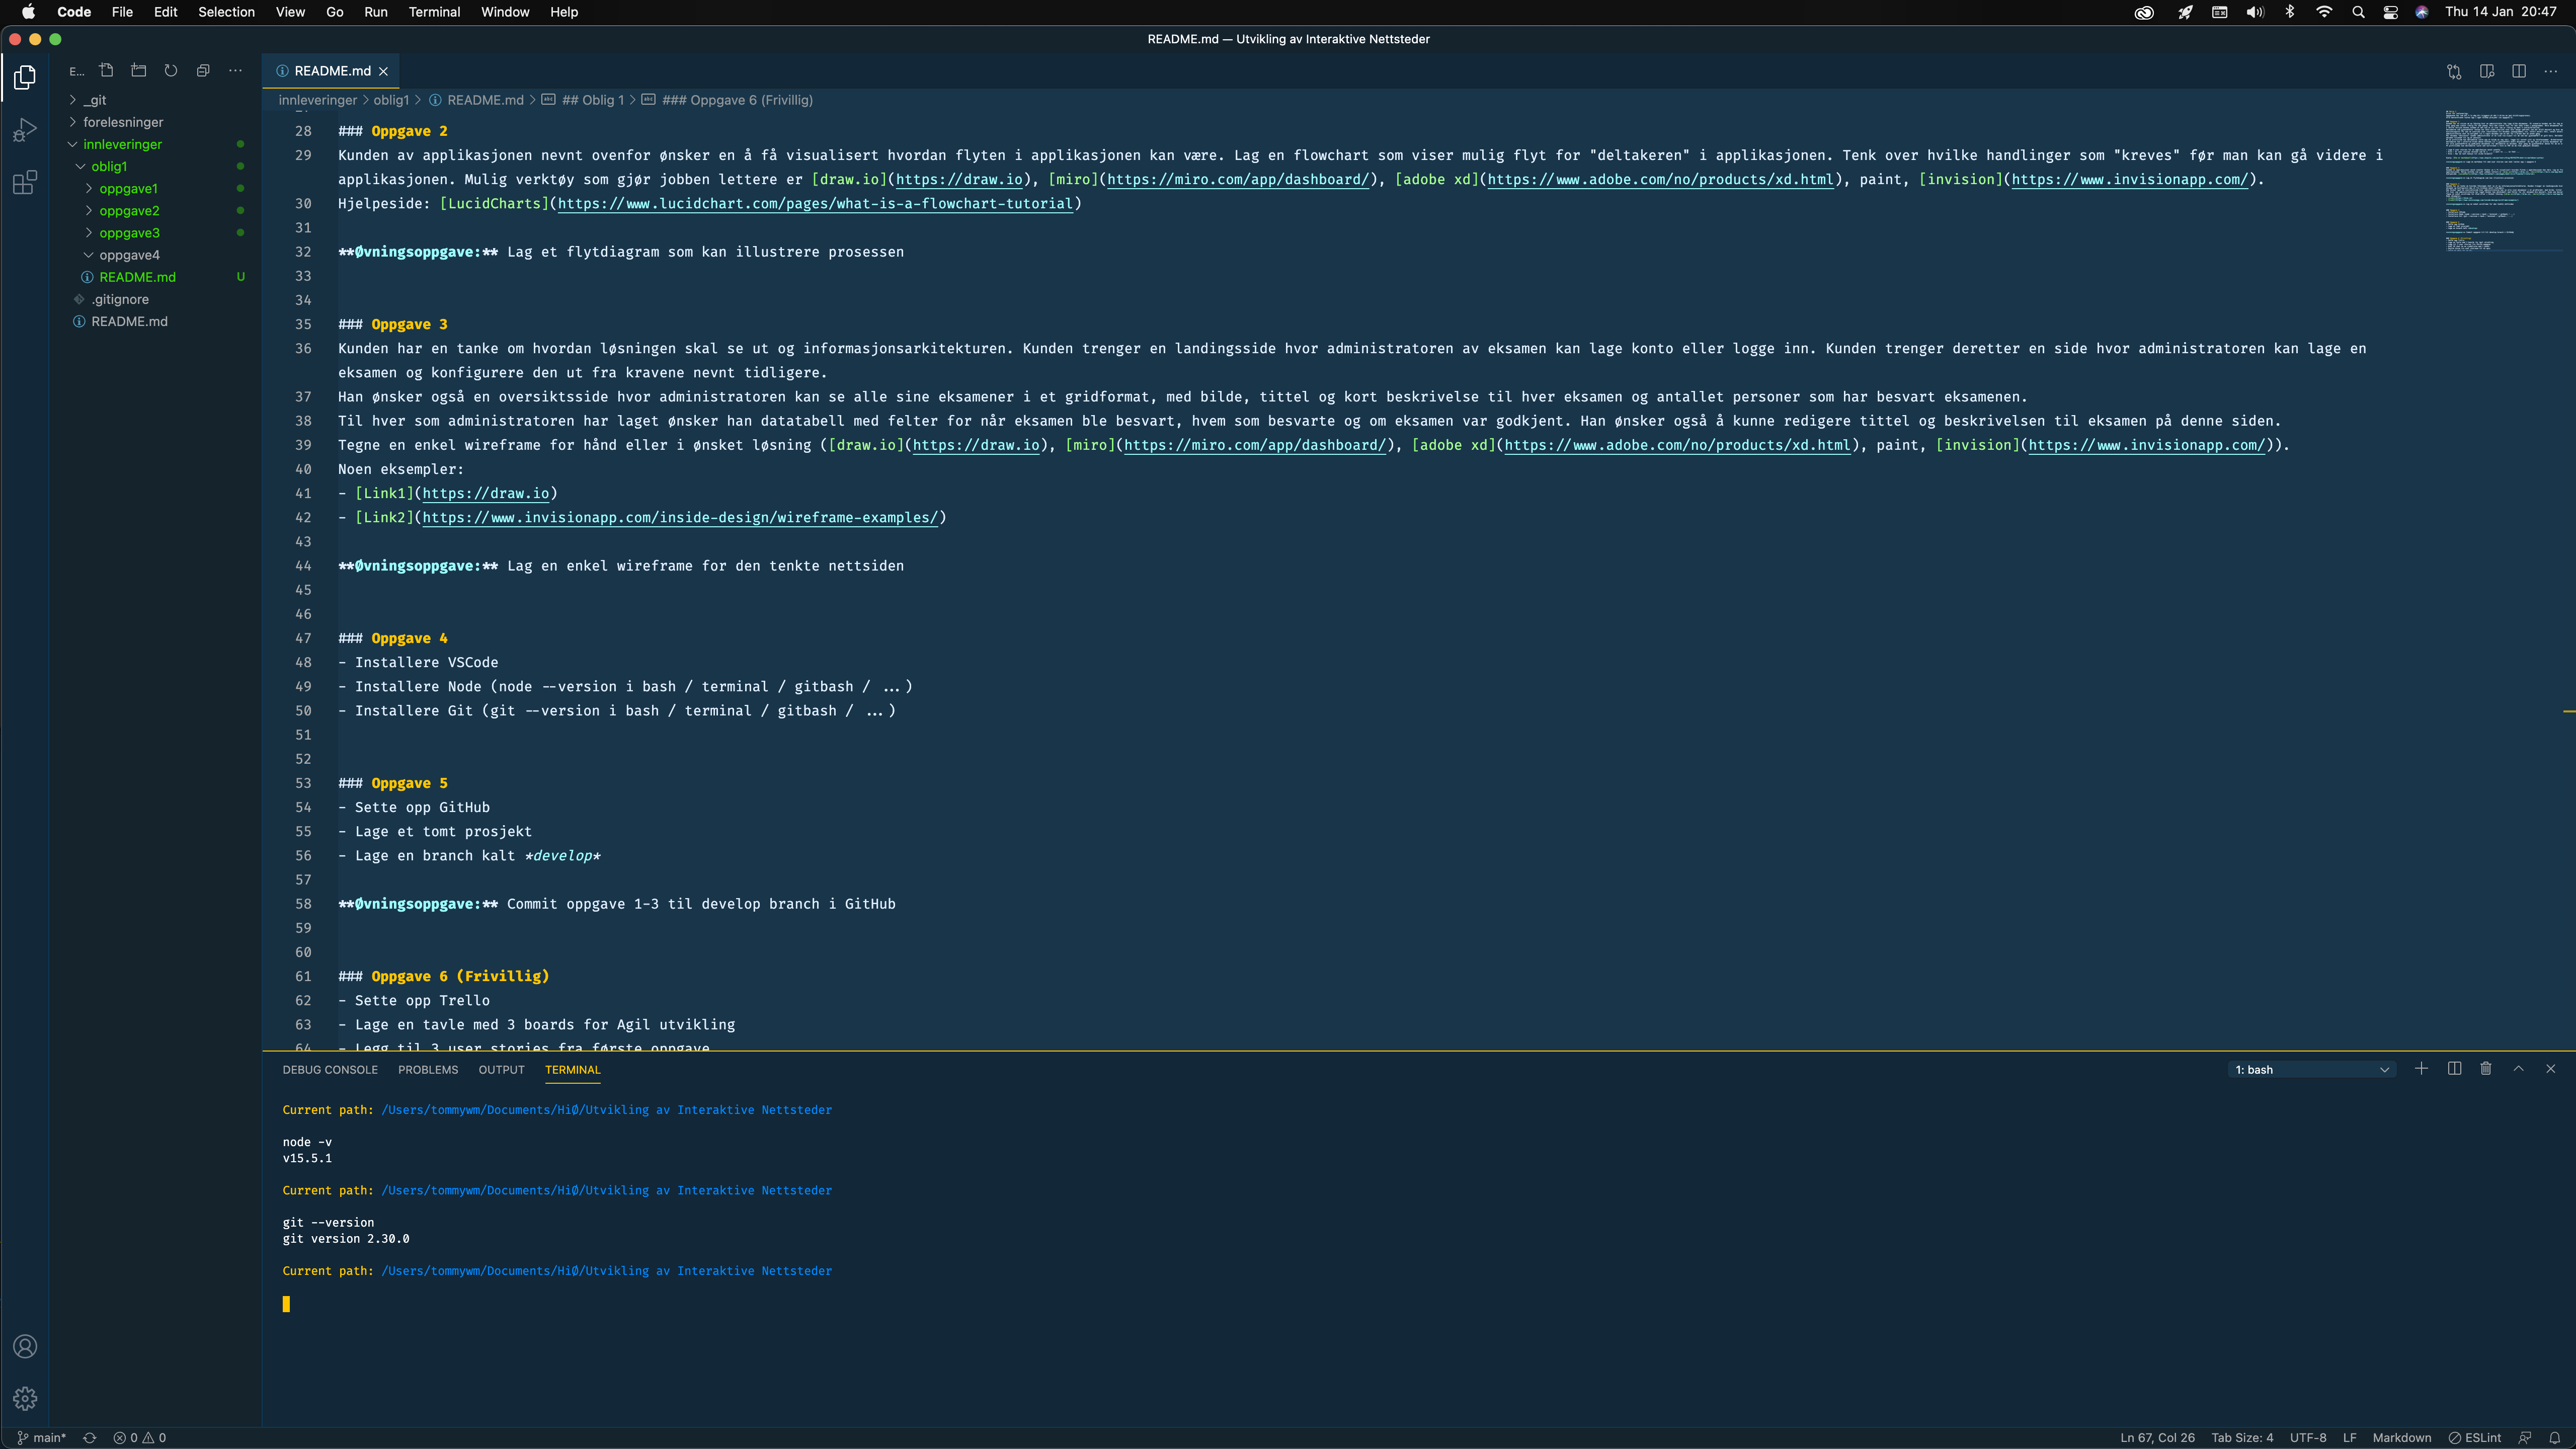 Code File Edit Selection View Go Run Terminal Window Help Thu 14 Jan 20:47
README.md — Utvikling av Interaktive Nettsteder
E...
README.md
_git
forelesninger
innleveringer
oblig1
oppgave1
oppgave2
oppgave3
oppgave4
README.md U
.gitignore
README.md
innleveringer > oblig1 > README.md > ## Oblig 1 > ### Oppgave 6 (Frivillig)
28 ### Oppgave 2
29 Kunden av applikasjonen nevnt ovenfor ønsker en å få visualisert hvordan flyten i applikasjonen kan være. Lag en flowchart som viser mulig flyt for "deltakeren" i applikasjonen. Tenk over hvilke handlinger som "kreves" før man kan gå videre i
applikasjonen. Mulig verktøy som gjør jobben lettere er [draw.io](https://draw.io), [miro](https://miro.com/app/dashboard/), [adobe xd](https://www.adobe.com/no/products/xd.html), paint, [invision](https://www.invisionapp.com/).
30 Hjelpeside: [LucidCharts](https://www.lucidchart.com/pages/what-is-a-flowchart-tutorial)
31
32 **Øvningsoppgave:** Lag et flytdiagram som kan illustrere prosessen
33
34
35 ### Oppgave 3
36 Kunden har en tanke om hvordan løsningen skal se ut og informasjonsarkitekturen. Kunden trenger en landingsside hvor administratoren av eksamen kan lage konto eller logge inn. Kunden trenger deretter en side hvor administratoren kan lage en
eksamen og konfigurere den ut fra kravene nevnt tidligere.
37 Han ønsker også en oversiktsside hvor administratoren kan se alle sine eksamener i et gridformat, med bilde, tittel og kort beskrivelse til hver eksamen og antallet personer som har besvart eksamenen.
38 Til hver som administratoren har laget ønsker han datatabell med felter for når eksamen ble besvart, hvem som besvarte og om eksamen var godkjent. Han ønsker også å kunne redigere tittel og beskrivelsen til eksamen på denne siden.
39 Tegne en enkel wireframe for hånd eller i ønsket løsning ([draw.io](https://draw.io), [miro](https://miro.com/app/dashboard/), [adobe xd](https://www.adobe.com/no/products/xd.html), paint, [invision](https://www.invisionapp.com/)).
40 Noen eksempler:
41 - [Link1](https://draw.io)
42 - [Link2](https://www.invisionapp.com/inside-design/wireframe-examples/)
43
44 **Øvningsoppgave:** Lag en enkel wireframe for den tenkte nettsiden
45
46
47 ### Oppgave 4
48 - Installere VSCode
49 - Installere Node (node --version i bash / terminal / gitbash / ...)
50 - Installere Git (git --version i bash / terminal / gitbash / ...)
51
52
53 ### Oppgave 5
54 - Sette opp GitHub
55 - Lage et tomt prosjekt
56 - Lage en branch kalt *develop*
57
58 **Øvningsoppgave:** Commit oppgave 1-3 til develop branch i GitHub
59
60
61 ### Oppgave 6 (Frivillig)
62 - Sette opp Trello
63 - Lage en tavle med 3 boards for Agil utvikling
64 - Legg til 3 user stories fra første oppgave
DEBUG CONSOLE PROBLEMS OUTPUT TERMINAL 1: bash
Current path: /Users/tommywm/Documents/HiØ/Utvikling av Interaktive Nettsteder
node -v
v15.5.1
Current path: /Users/tommywm/Documents/HiØ/Utvikling av Interaktive Nettsteder
git --version
git version 2.30.0
Current path: /Users/tommywm/Documents/HiØ/Utvikling av Interaktive Nettsteder
main* 0 0 Ln 67, Col 26 Tab Size: 4 UTF-8 LF Markdown ESLint